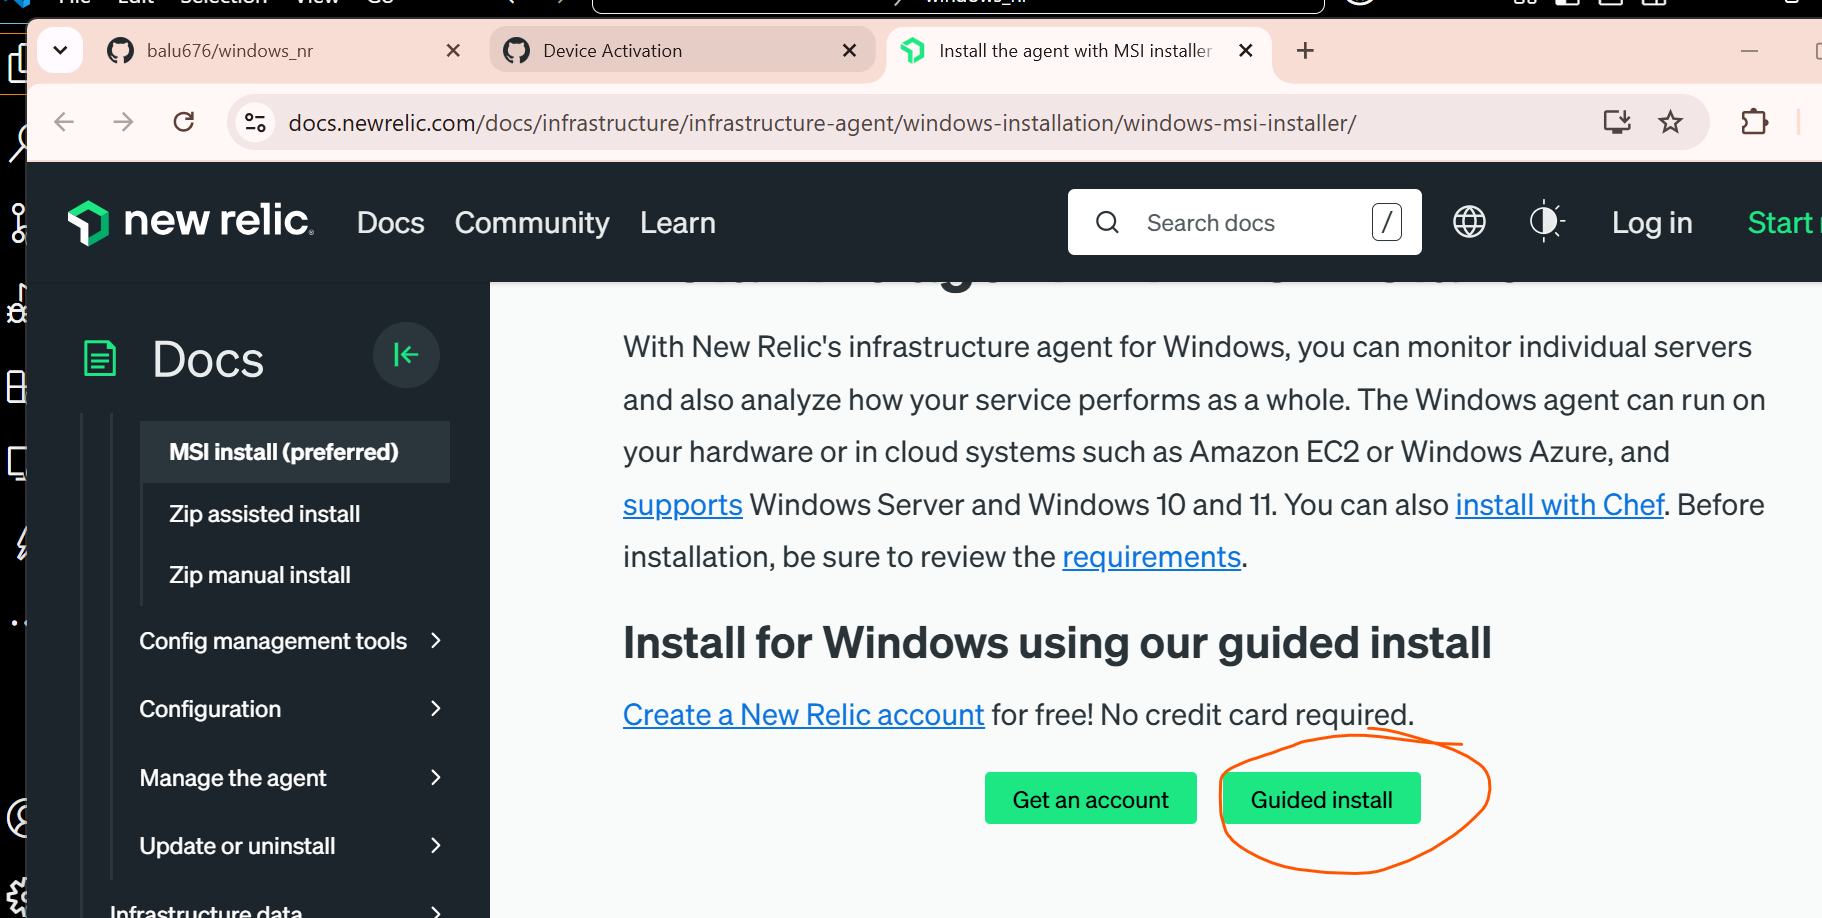 File Edit Selection View Go
windows_nr
balu676/windows_nr
Device Activation
Install the agent with MSI installer
docs.newrelic.com/docs/infrastructure/infrastructure-agent/windows-installation/windows-msi-installer/
new relic
Docs
Community
Learn
Search docs
/
Log in
Start
Docs
MSI install (preferred)
Zip assisted install
Zip manual install
Config management tools
Configuration
Manage the agent
Update or uninstall
Infrastructure data
With New Relic's infrastructure agent for Windows, you can monitor individual servers
and also analyze how your service performs as a whole. The Windows agent can run on
your hardware or in cloud systems such as Amazon EC2 or Windows Azure, and
supports Windows Server and Windows 10 and 11. You can also install with Chef. Before
installation, be sure to review the requirements.
Install for Windows using our guided install
Create a New Relic account for free! No credit card required.
Get an account
Guided install